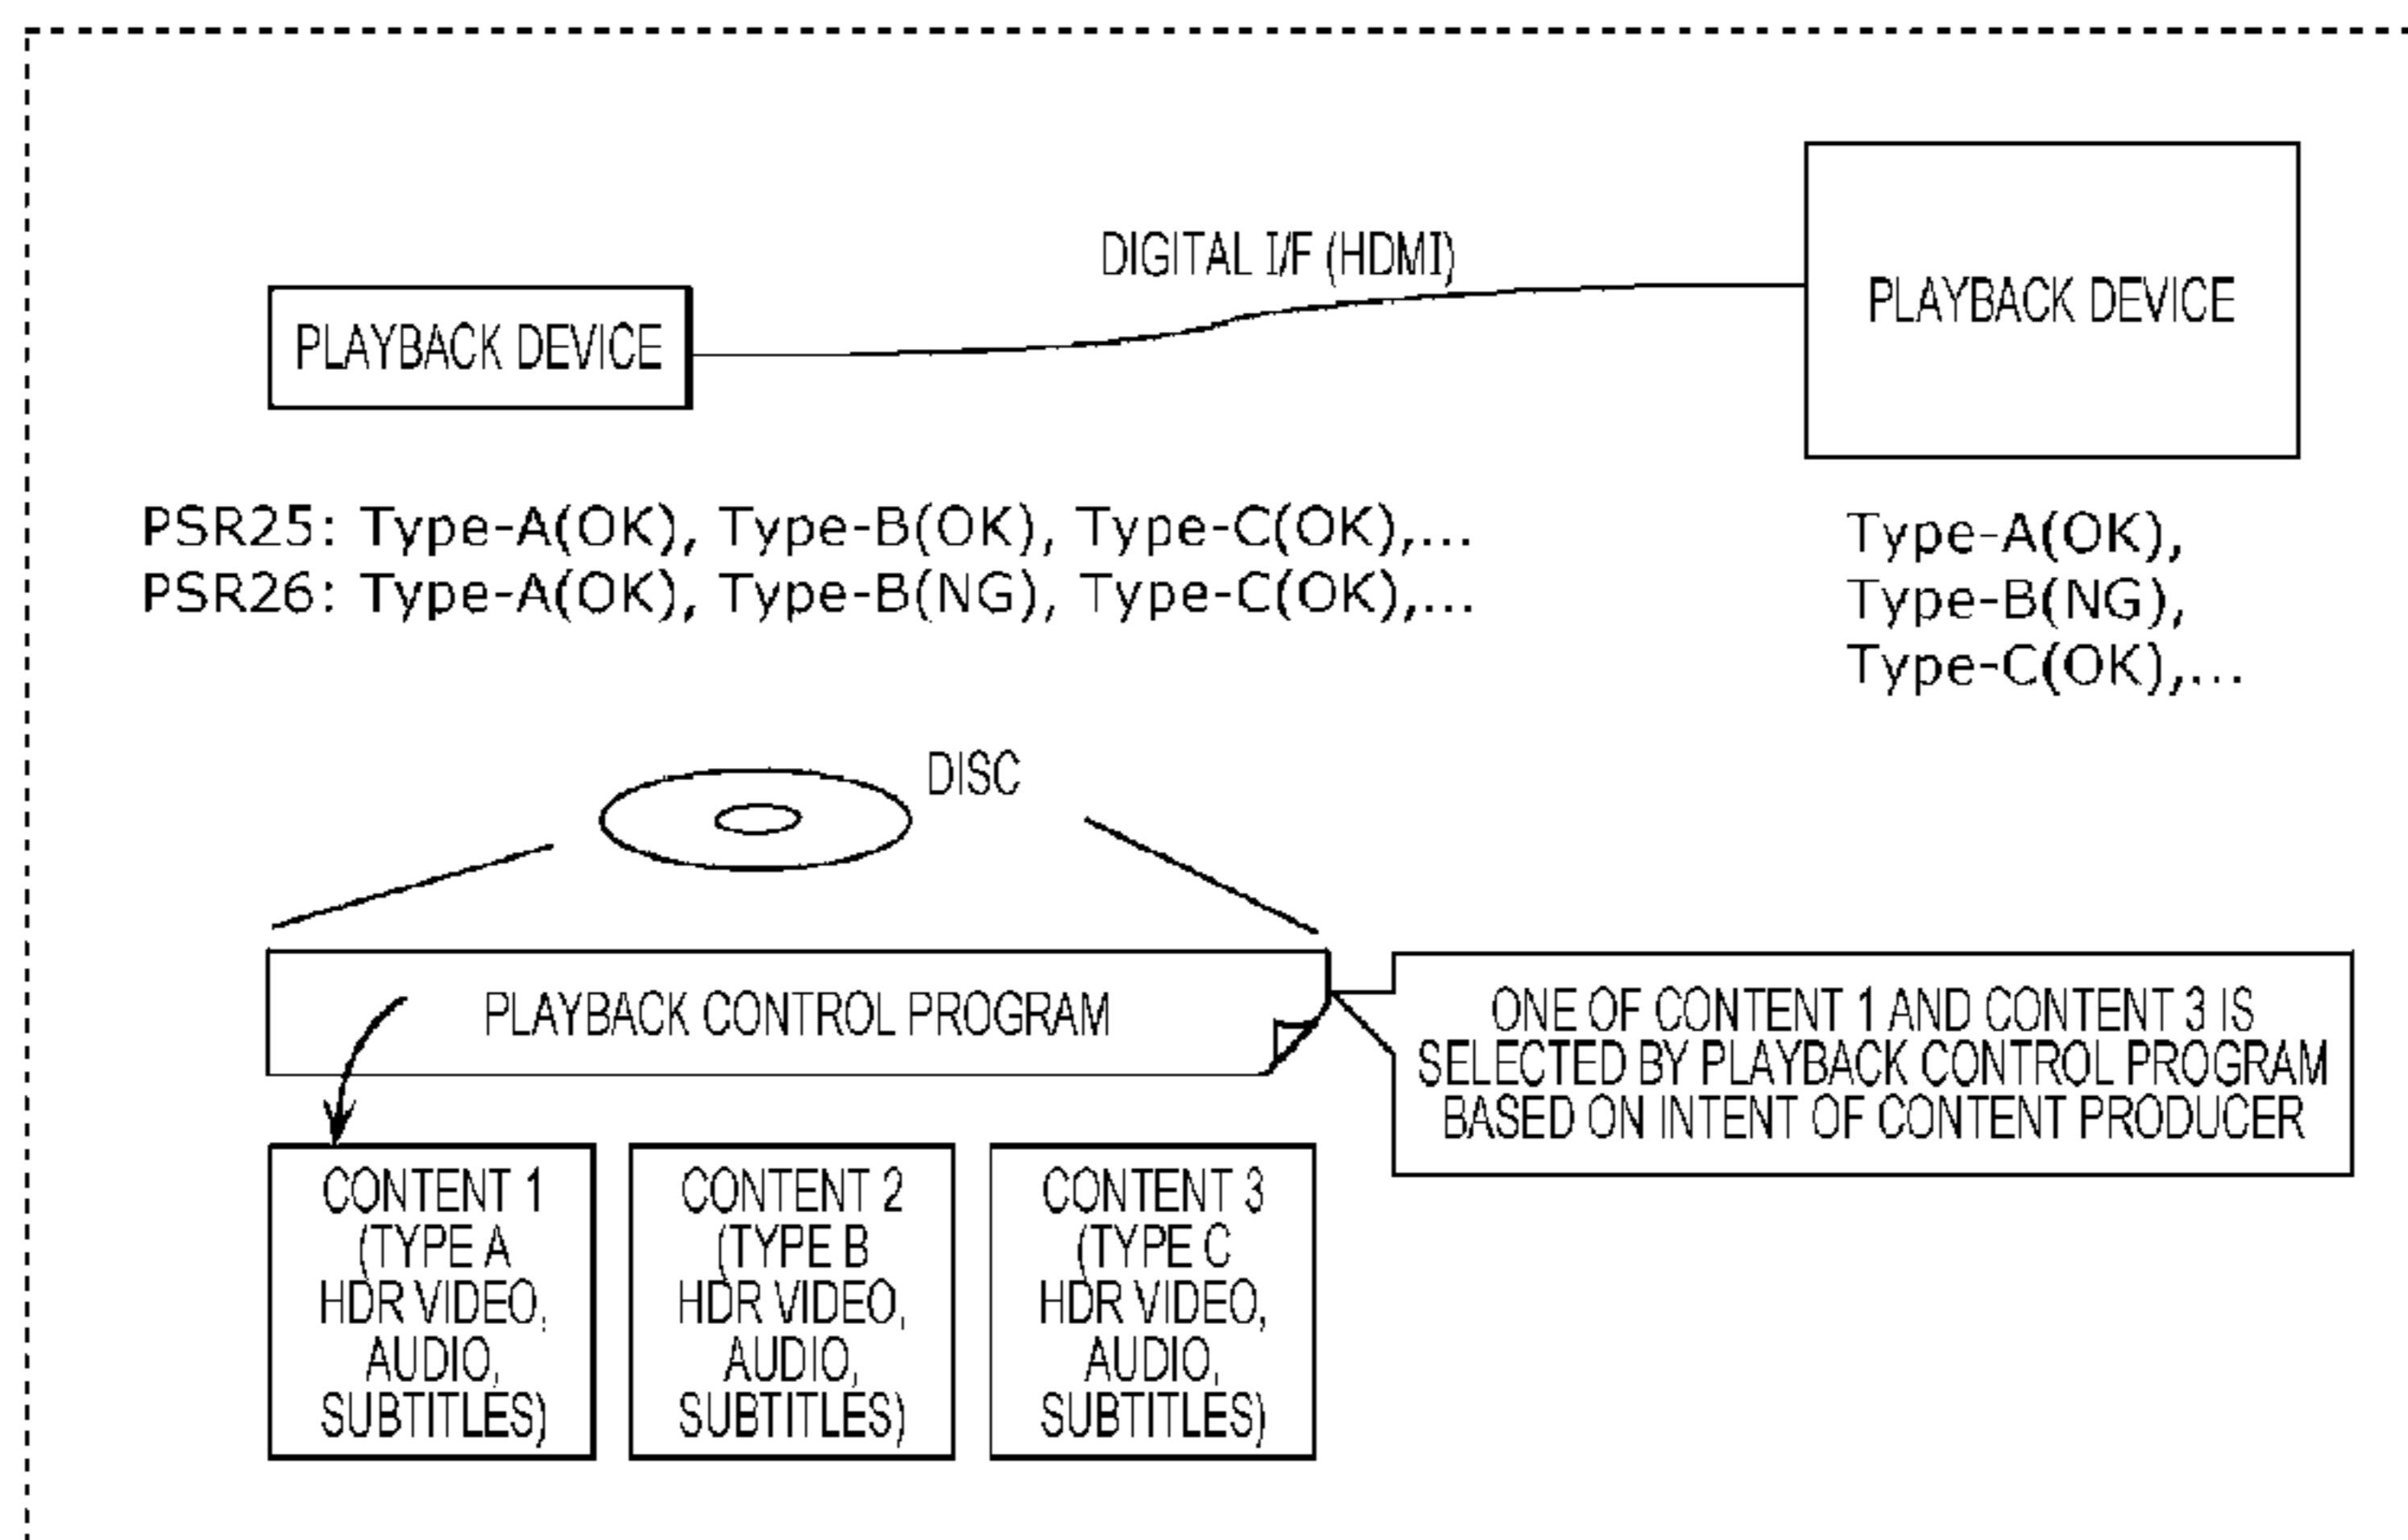 DIGITAL I/F (HDMI)
PLAYBACK DEVICE
PLAYBACK DEVICE
PSR25: Type-A(OK), Type-B(OK), Type-C(OK),...
PSR26: Type-A(OK), Type-B(NG), Type-C(OK),...
Type-A(OK),
Type-B(NG),
Type-C(OK),...
DISC
PLAYBACK CONTROL PROGRAM
ONE OF CONTENT 1 AND CONTENT 3 IS
SELECTED BY PLAYBACK CONTROL PROGRAM
BASED ON INTENT OF CONTENT PRODUCER
CONTENT 1
(TYPE A
HDR VIDEO,
AUDIO,
SUBTITLES)
CONTENT 2
(TYPE B
HDR VIDEO,
AUDIO,
SUBTITLES)
CONTENT 3
(TYPE C
HDR VIDEO,
AUDIO,
SUBTITLES)